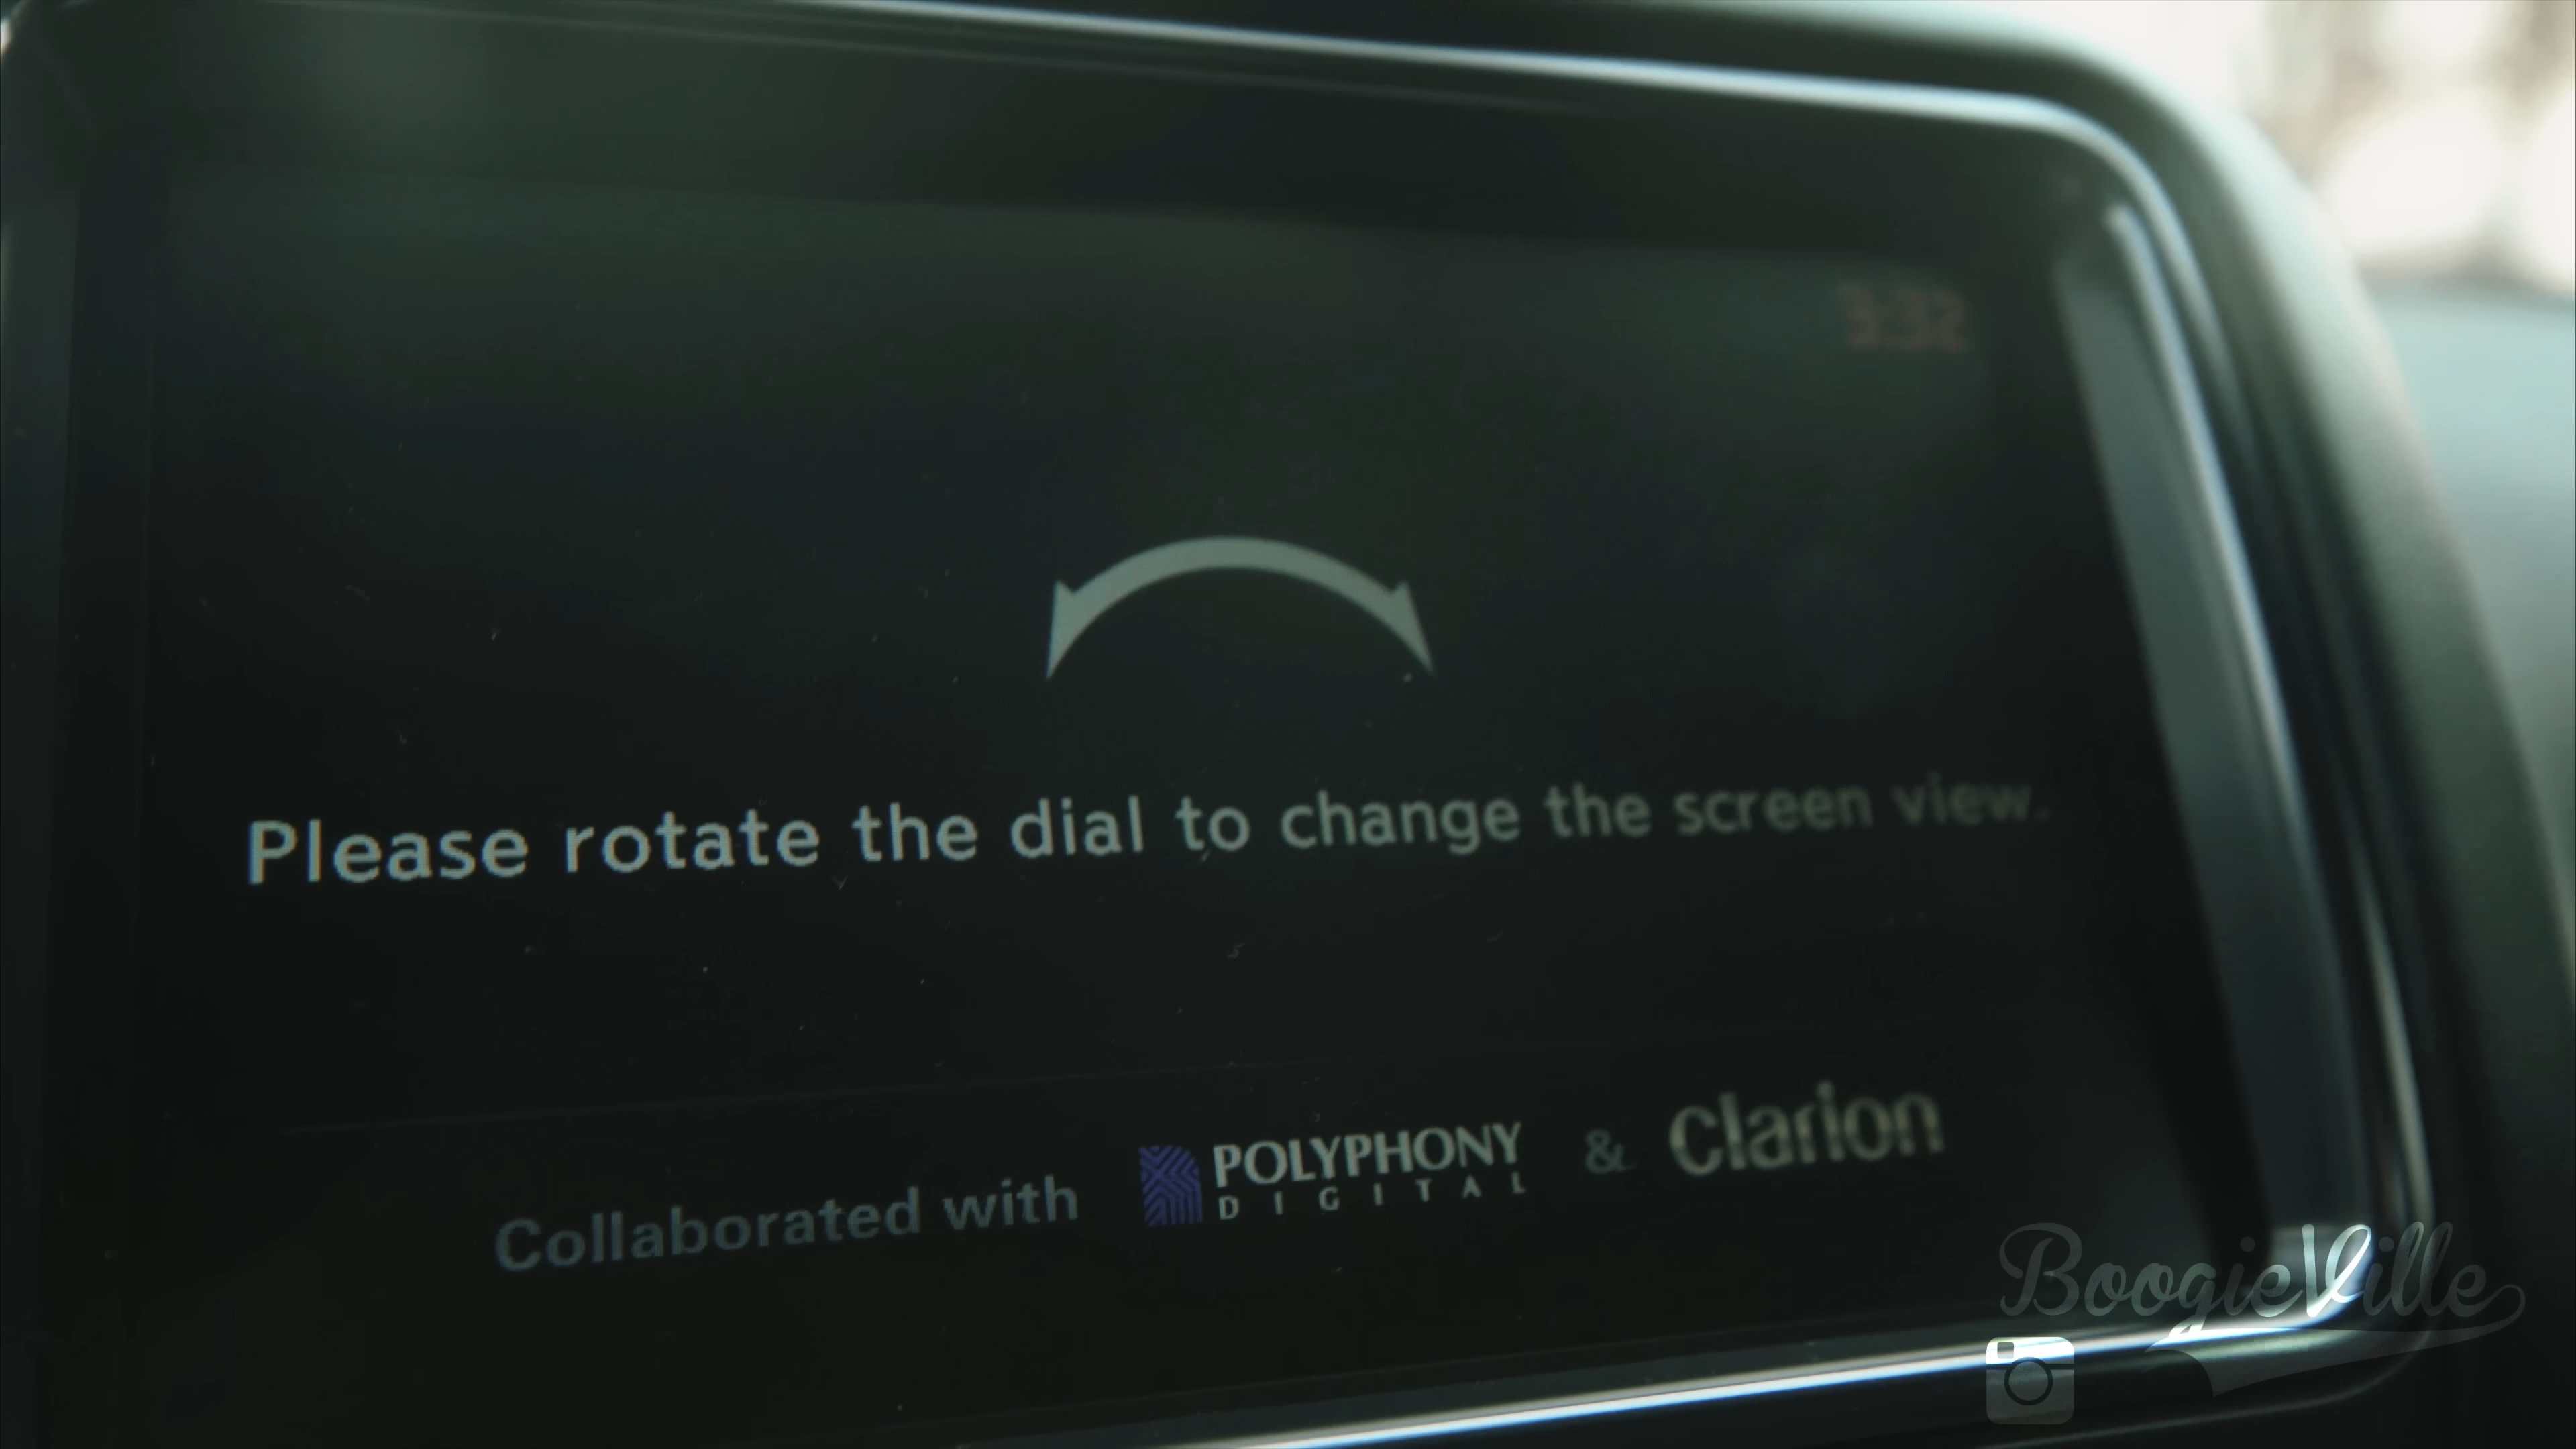 Please rotate the dial to change the screen view.
Collaborated with POLYPHONY DIGITAL & Clarion
BoogieVille